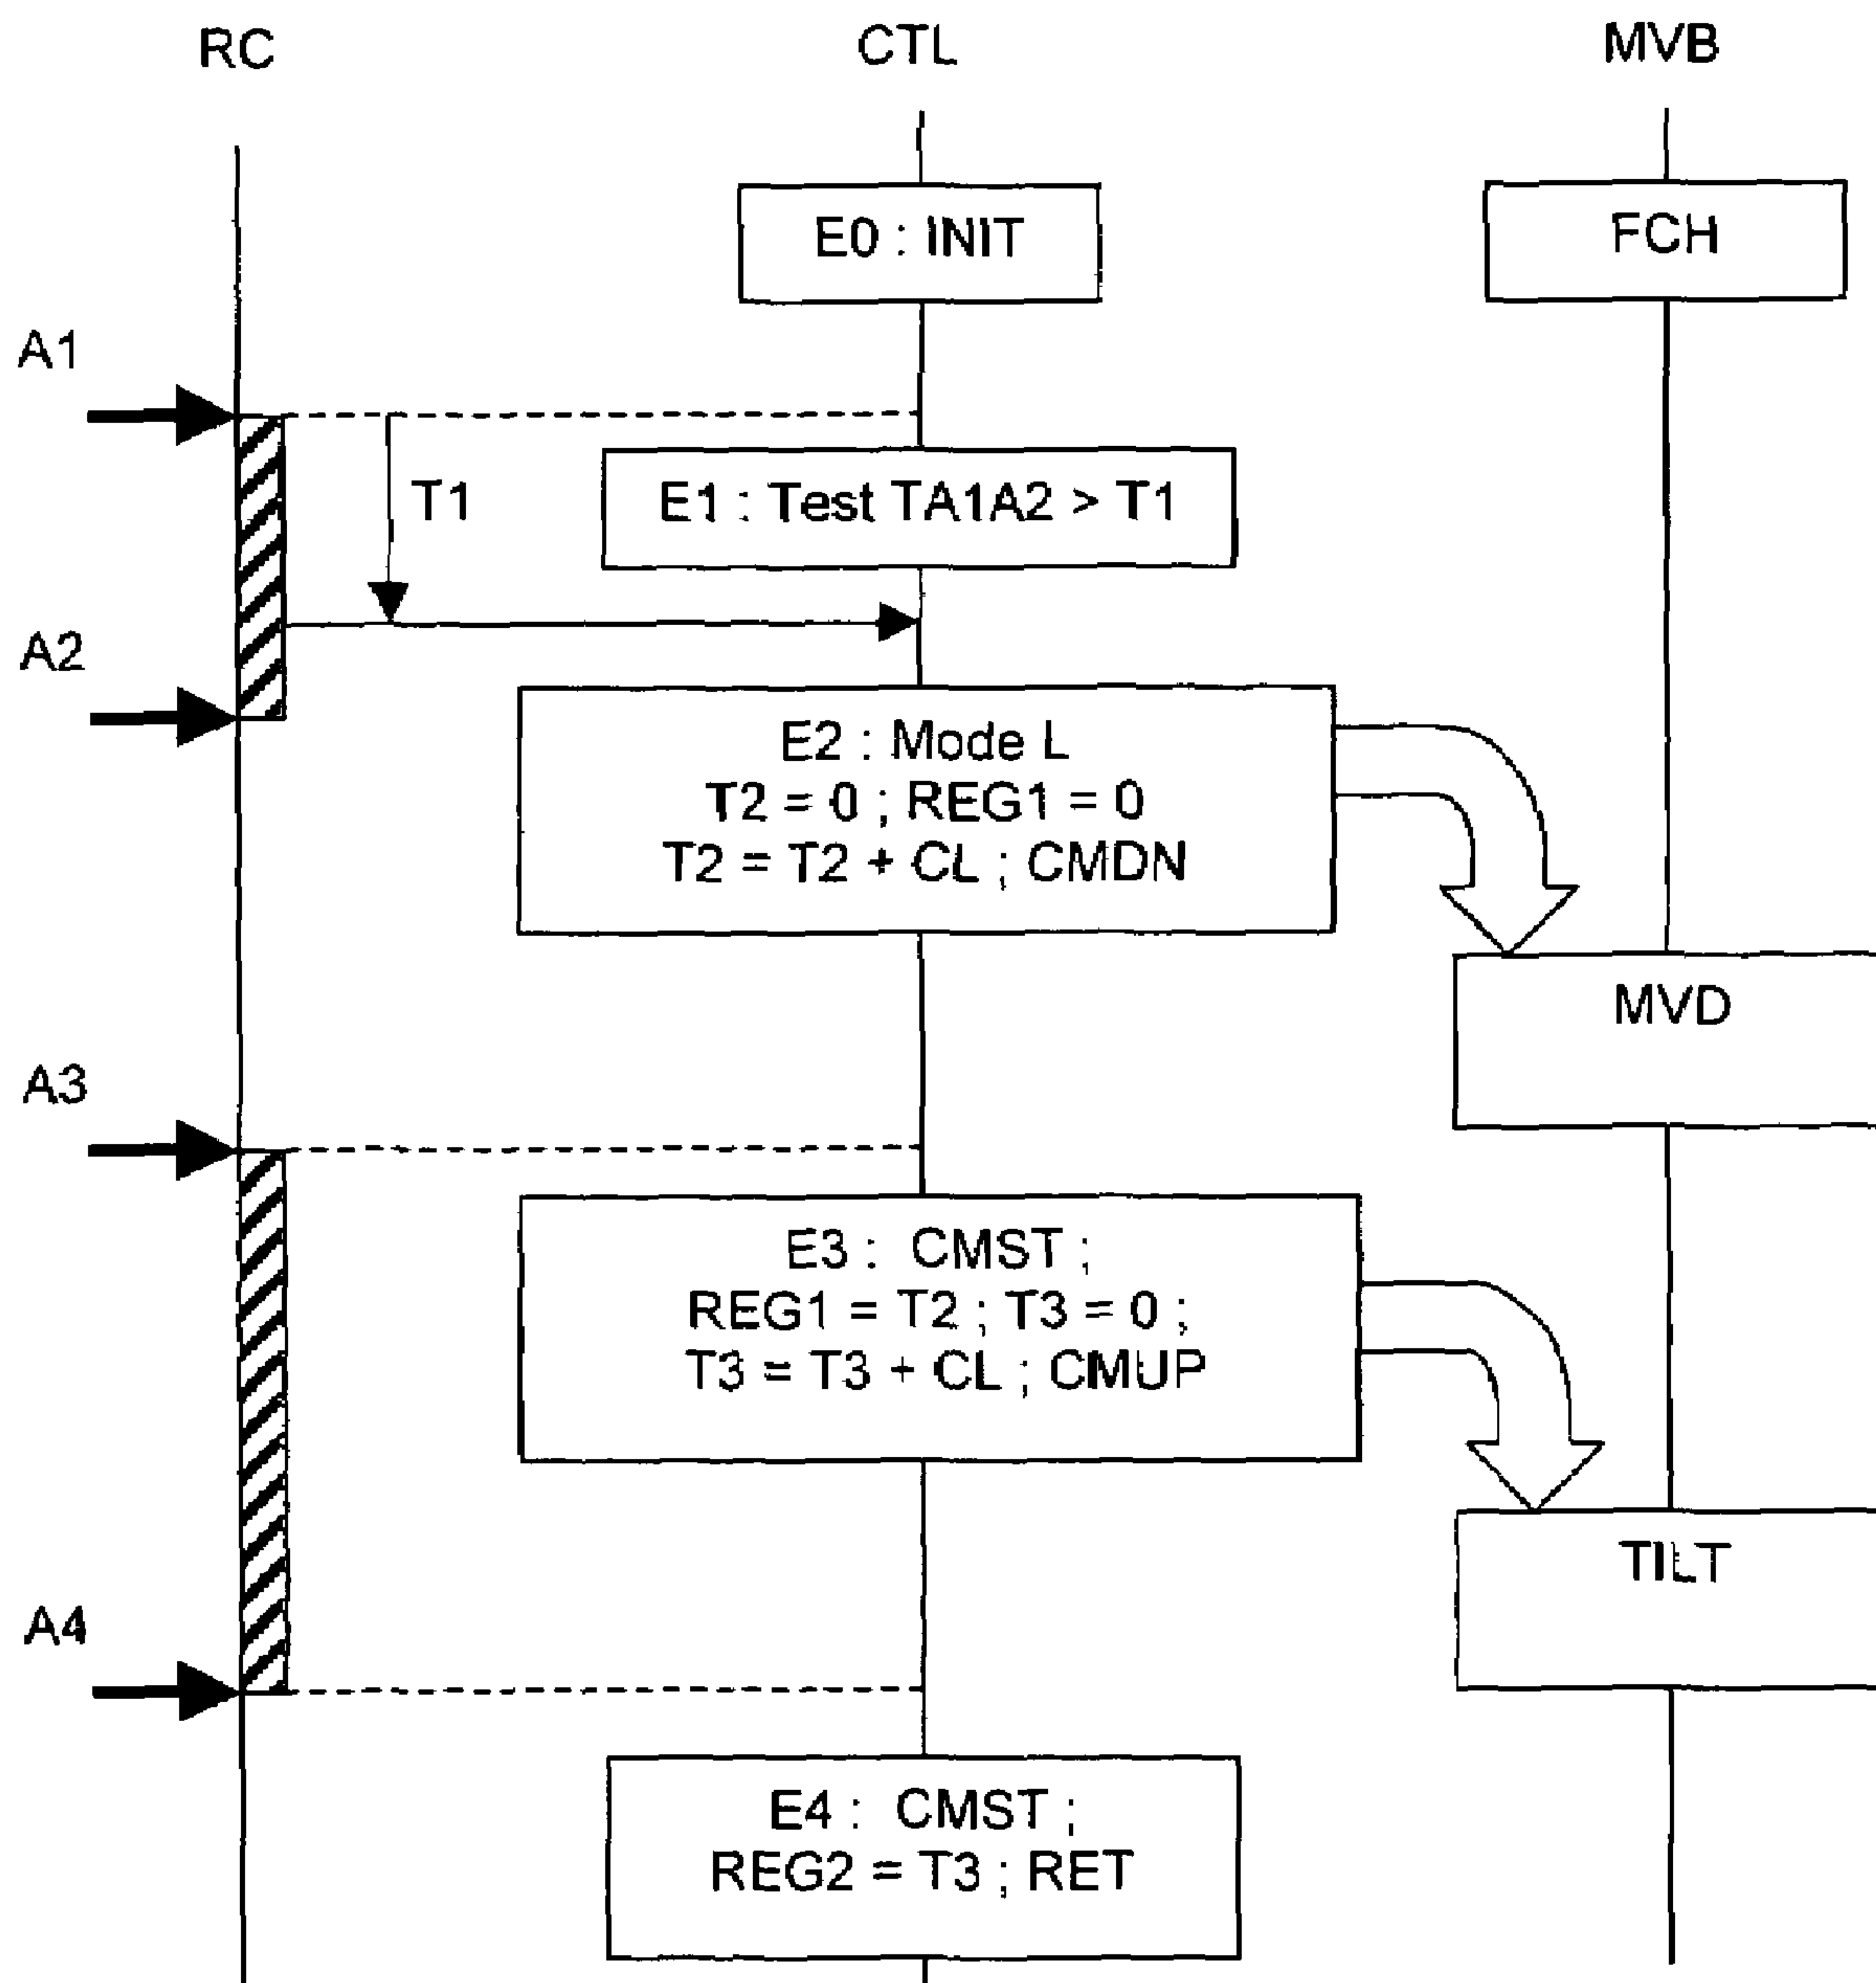 RC CTL MVB
E0 : INIT
FCH
A1
T1
E1 : Test TA1A2 > T1
A2
E2 : Mode L
T2 = 0 ; REG1 = 0
T2 = T2 + CL ; CMDN
MVD
A3
E3 : CMST ;
REG1 = T2 ; T3 = 0 ;
T3 = T3 + CL ; CMUP
TILT
A4
E4 : CMST ;
REG2 = T3 ; RET